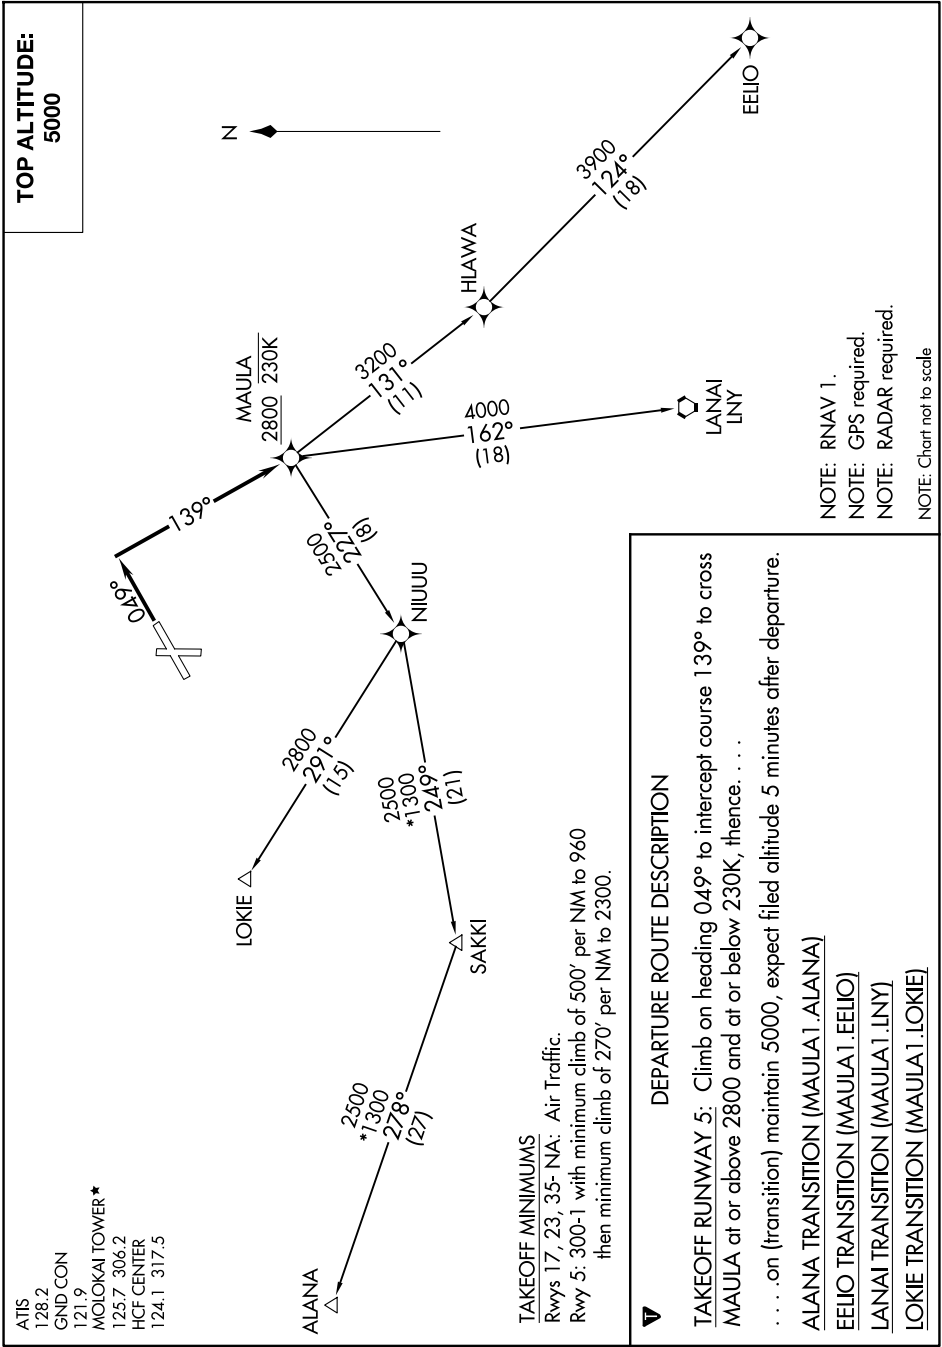 TOP ALTITUDE:
5000
ATIS
128.2
GND CON
121.9
MOLOKAI TOWER★
125.7 306.2
HCF CENTER
124.1 317.5
N
049°
139°
MAULA
2800 230K
3200
131°
(11)
HLAWA
3900
124°
(18)
EELIO
4000
162°
(18)
LANAI
LNY
2500
227°
(8)
NIUUU
2800
291°
(15)
LOKIE
2500
*1300
249°
(21)
SAKKI
2500
*1300
278°
(27)
ALANA
TAKEOFF MINIMUMS
Rwys 17, 23, 35- NA: Air Traffic.
Rwy 5: 300-1 with minimum climb of 500' per NM to 960
then minimum climb of 270' per NM to 2300.
NOTE: RNAV 1.
NOTE: GPS required.
NOTE: RADAR required.
NOTE: Chart not to scale
T
DEPARTURE ROUTE DESCRIPTION
TAKEOFF RUNWAY 5: Climb on heading 049° to intercept course 139° to cross
MAULA at or above 2800 and at or below 230K, thence. . . .
. . . .on (transition) maintain 5000, expect filed altitude 5 minutes after departure.
ALANA TRANSITION (MAULA1.ALANA)
EELIO TRANSITION (MAULA1.EELIO)
LANAI TRANSITION (MAULA1.LNY)
LOKIE TRANSITION (MAULA1.LOKIE)